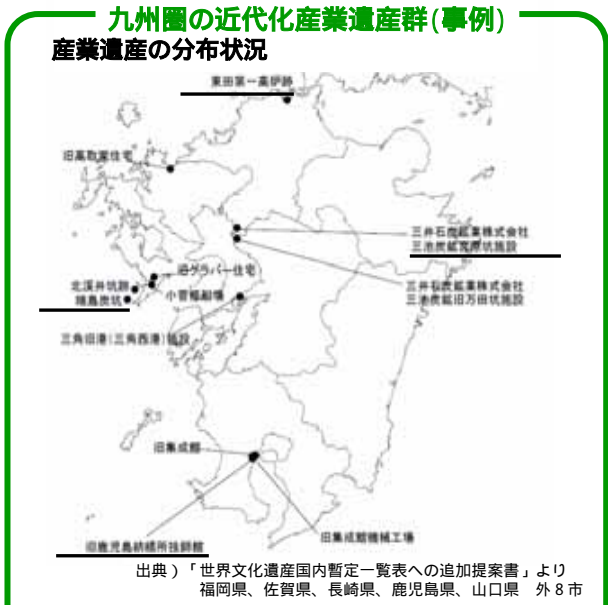 九州圏の近代化産業遺産群(事例)
産業遺産の分布状況
東田第一高炉跡
旧高取家住宅
三井石炭鉱業株会社
三池炭鉱宮原坑施設
旧グラバー住宅
北渓井坑跡
端島炭坑
小菅修船場
三井石炭鉱業株式会社
三池炭鉱旧万田坑施設
三角旧港(三角西港)施設
旧集成館
旧集成館機械工場
旧鹿児島紡績所技師館
出典)「世界文化遺産国内暫定一覧表への追加提案書」より
福岡県、佐賀県、長崎県、鹿児島県、山口県 外8市